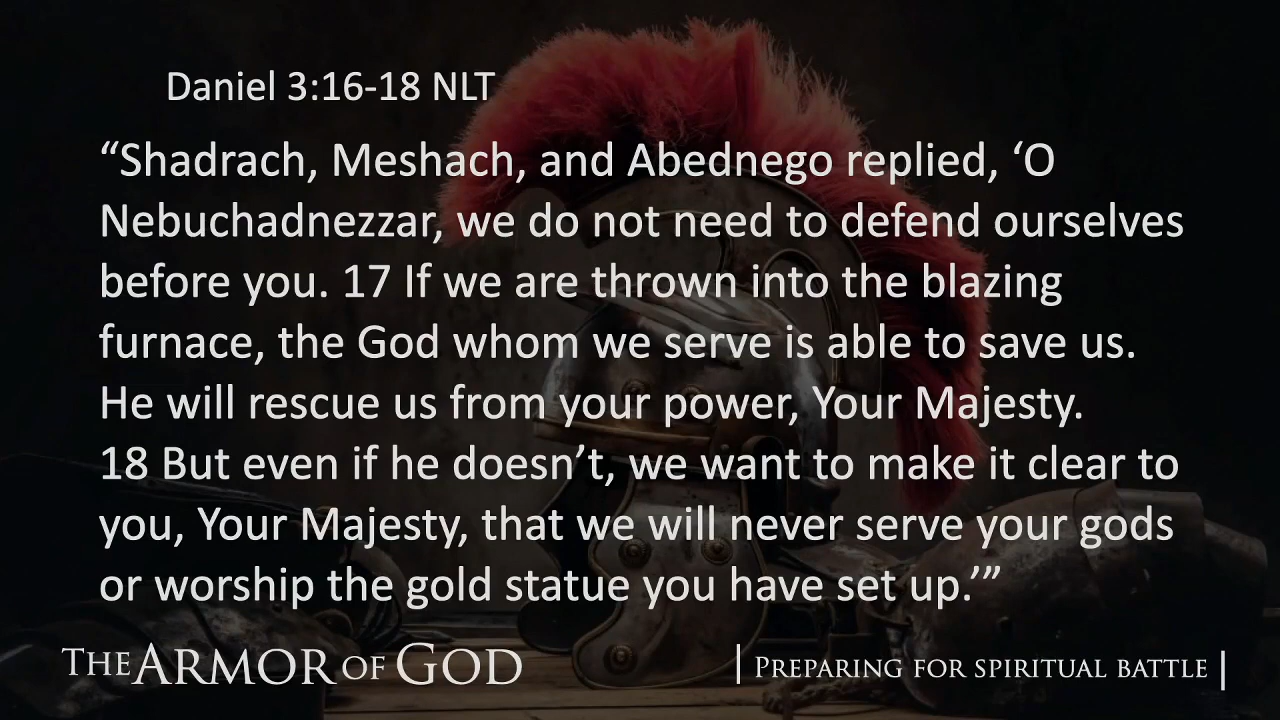 Daniel 3:16-18 NLT
“Shadrach, Meshach, and Abednego replied, ‘O
Nebuchadnezzar, we do not need to defend ourselves
before you. 17 If we are thrown into the blazing
furnace, the God whom we serve is able to save us.
He will rescue us from your power, Your Majesty.
18 But even if he doesn’t, we want to make it clear to
you, Your Majesty, that we will never serve your gods
or worship the gold statue you have set up.’”
THE ARMOR OF GOD
| PREPARING FOR SPIRITUAL BATTLE |